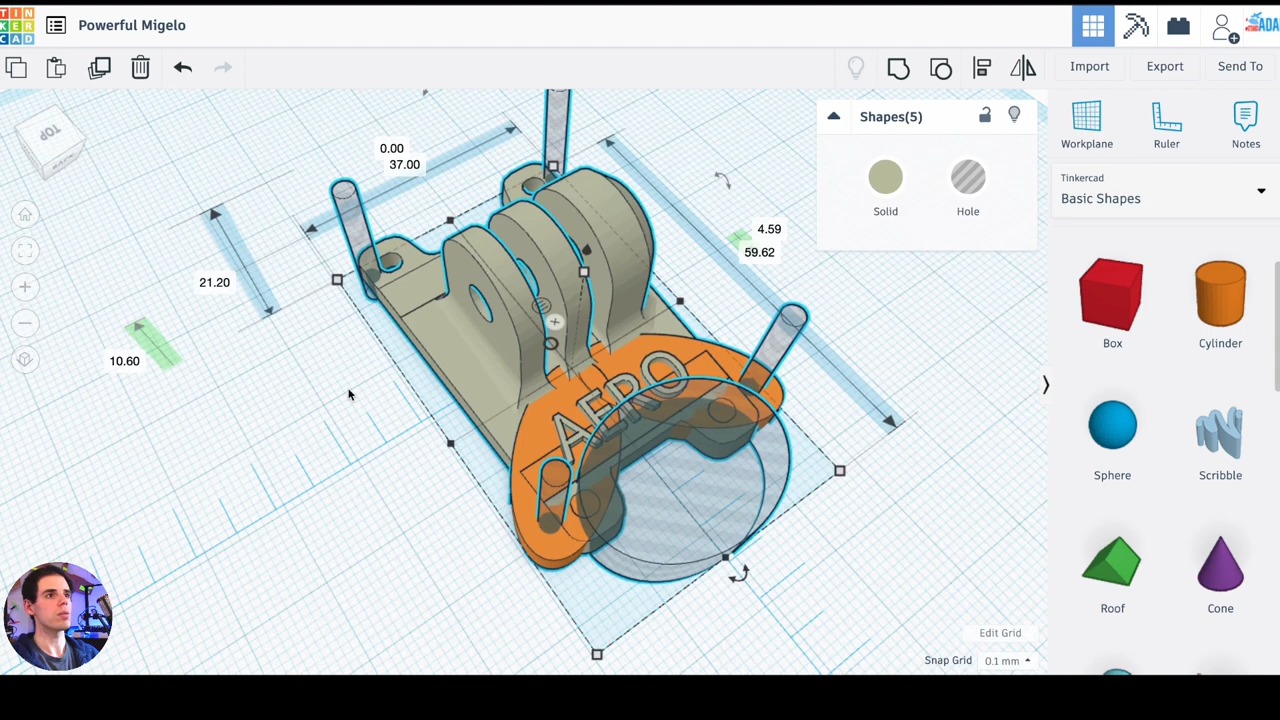 TIN
KER
CAD
Powerful Migelo
ADA
Import
Export
Send To
TOP
BACK
0.00
37.00
4.59
59.62
21.20
10.60
AERO
Shapes(5)
Solid
Hole
Workplane
Ruler
Notes
Tinkercad
Basic Shapes
Box
Cylinder
Sphere
Scribble
Roof
Cone
Edit Grid
Snap Grid
0.1 mm